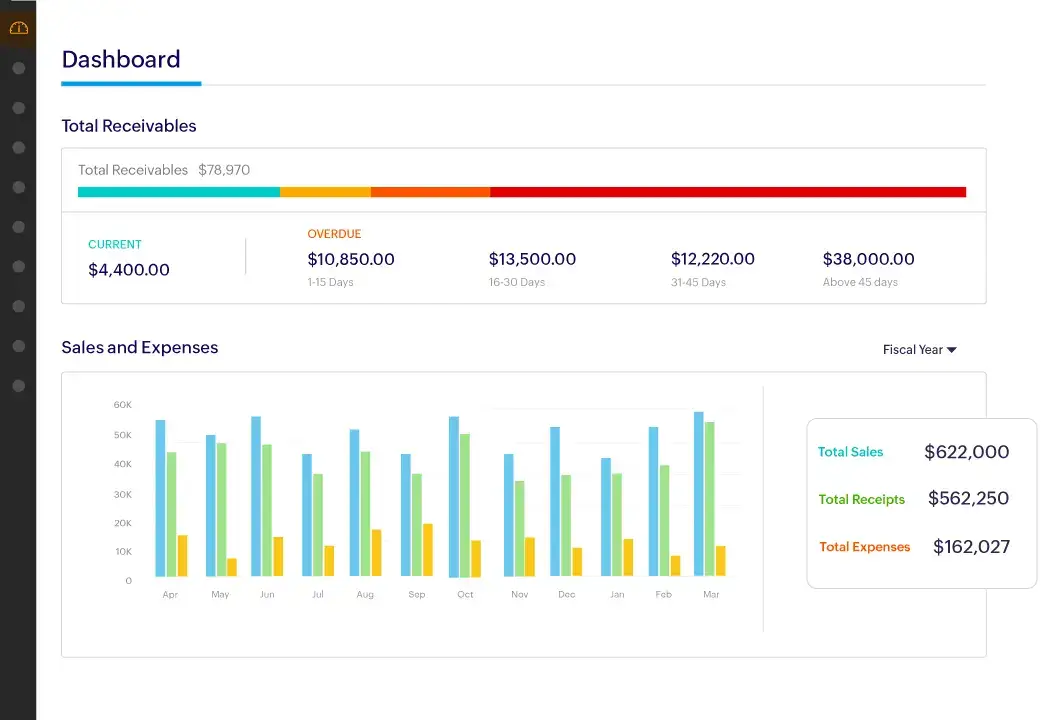 Dashboard
Total Receivables
Total Receivables $78,970
CURRENT
$4,400.00
OVERDUE
$10,850.00 $13,500.00 $12,220.00 $38,000.00
1-15 Days 16-30 Days 31-45 Days Above 45 days
Sales and Expenses
Fiscal Year
60K
50K
40K
30K
20K
10K
0
Apr May Jun Jul Aug Sep Oct Nov Dec Jan Feb Mar
Total Sales $622,000
Total Receipts $562,250
Total Expenses $162,027